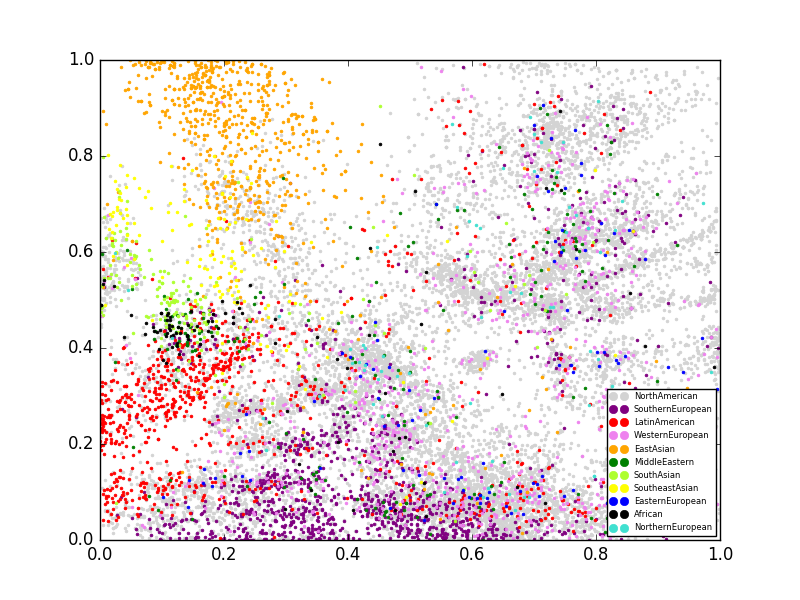 1.0
0.8
0.6
0.4
0.2
0.0
0.0 0.2 0.4 0.6 0.8 1.0
NorthAmerican
SouthernEuropean
LatinAmerican
WesternEuropean
EastAsian
MiddleEastern
SouthAsian
SoutheastAsian
EasternEuropean
African
NorthernEuropean